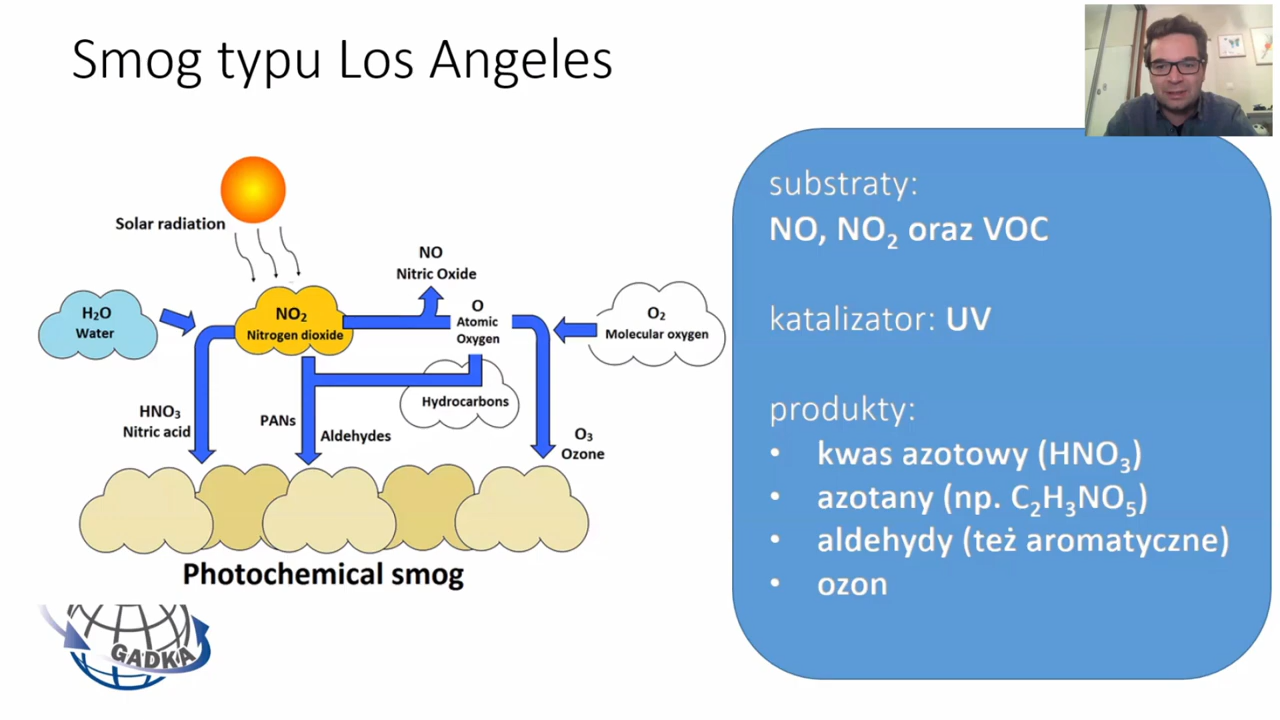 Smog typu Los Angeles
Solar radiation
NO
Nitric Oxide
H₂O
Water
NO₂
Nitrogen dioxide
O
Atomic
Oxygen
O₂
Molecular oxygen
Hydrocarbons
HNO₃
Nitric acid
PANs
Aldehydes
O₃
Ozone
Photochemical smog
GADKA
substraty:
NO, NO₂ oraz VOC
katalizator: UV
produkty:
• kwas azotowy (HNO₃)
• azotany (np. C₂H₃NO₅)
• aldehydy (też aromatyczne)
• ozon